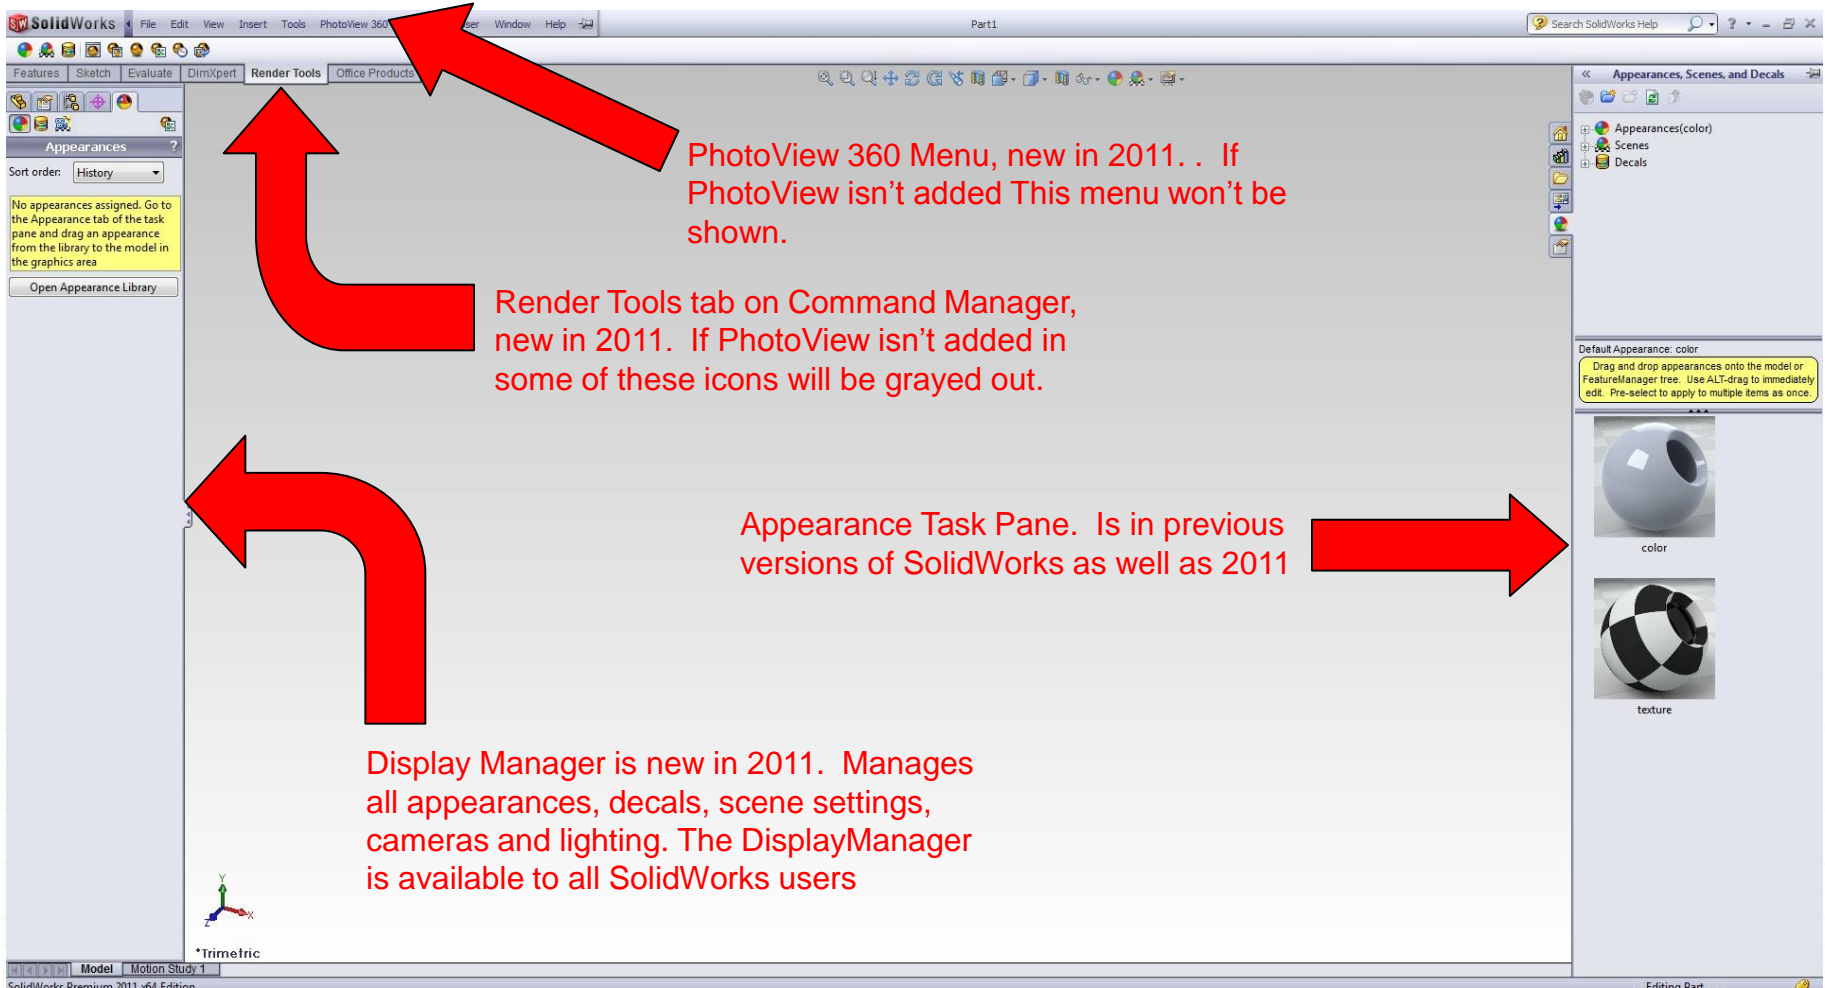 SolidWorks File Edit View Insert Tools PhotoView 360 Window Help
Part1
Search SolidWorks Help
Features Sketch Evaluate DimXpert Render Tools Office Products
Appearances, Scenes, and Decals
Appearances
Sort order: History
No appearances assigned. Go to
the Appearance tab of the task
pane and drag an appearance
from the library to the model in
the graphics area
Open Appearance Library
PhotoView 360 Menu, new in 2011. . If
PhotoView isn't added This menu won't be
shown.
Render Tools tab on Command Manager,
new in 2011. If PhotoView isn't added in
some of these icons will be grayed out.
Appearance Task Pane. Is in previous
versions of SolidWorks as well as 2011
Display Manager is new in 2011. Manages
all appearances, decals, scene settings,
cameras and lighting. The DisplayManager
is available to all SolidWorks users
Appearances(color)
Scenes
Decals
Default Appearance: color
Drag and drop appearances onto the model or
FeatureManager tree. Use ALT-drag to immediately
edit. Pre-select to apply to multiple items as once.
color
texture
Y
X
Z
*Trimetric
Model Motion Study 1
SolidWorks Premium 2011 x64 Edition
Editing Part